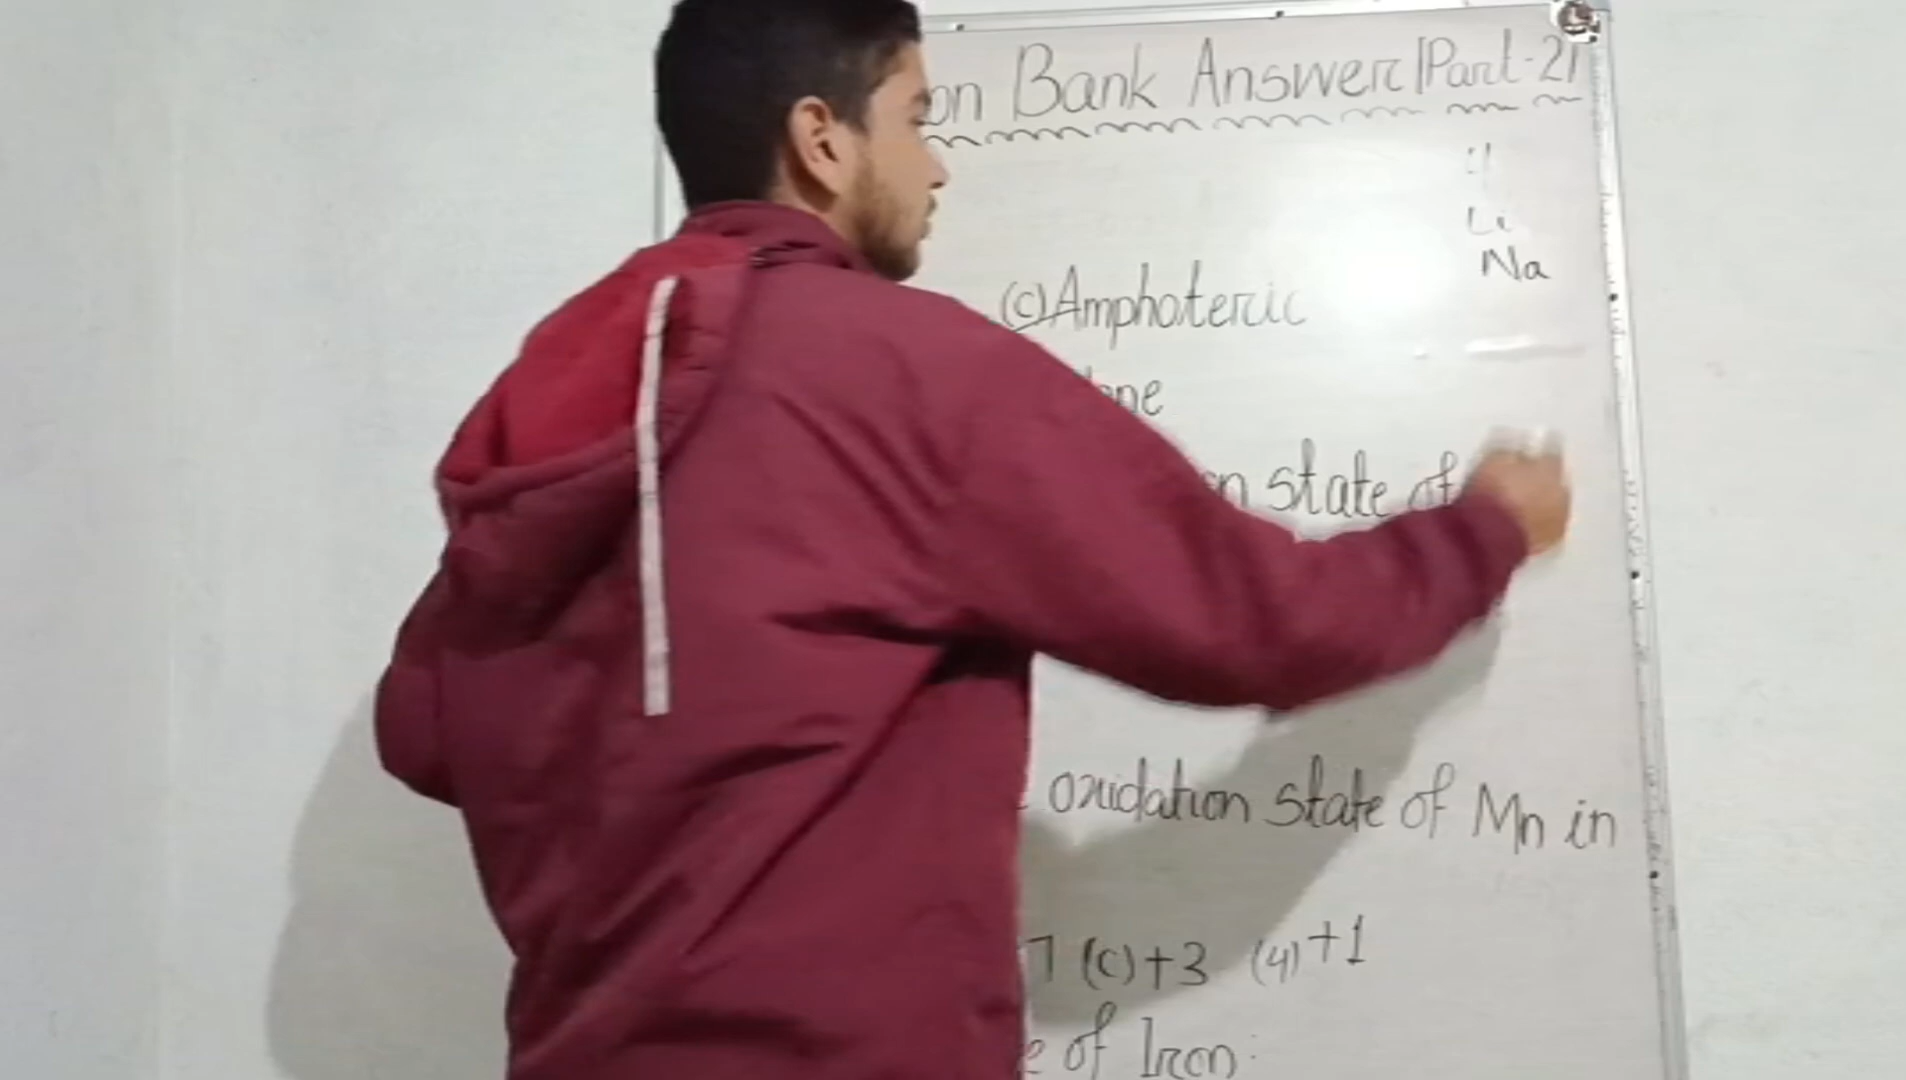 on Bank Answer (Part-2)
Li
Na
(c) Amphoteric
state of
oxidation state of Mn in
7 (c)+3 (4)+1
of Iron: